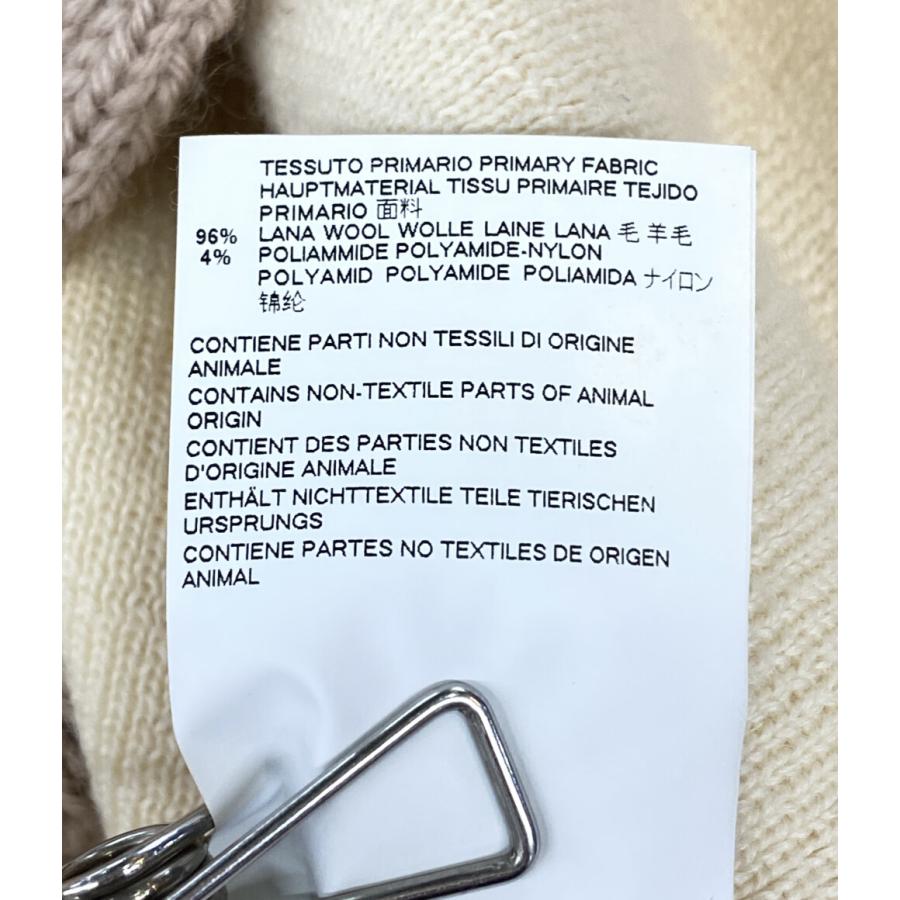 TESSUTO PRIMARIO PRIMARY FABRIC
HAUPTMATERIAL TISSU PRIMAIRE TEJIDO
PRIMARIO 面料
96% LANA WOOL WOLLE LAINE LANA 毛 羊毛
4% POLIAMMIDE POLYAMIDE-NYLON
POLYAMID POLYAMIDE POLIAMIDA ナイロン
锦纶
CONTIENE PARTI NON TESSILI DI ORIGINE
ANIMALE
CONTAINS NON-TEXTILE PARTS OF ANIMAL
ORIGIN
CONTIENT DES PARTIES NON TEXTILES
D'ORIGINE ANIMALE
ENTHÄLT NICHTTEXTILE TEILE TIERISCHEN
URSPRUNGS
CONTIENE PARTES NO TEXTILES DE ORIGEN
ANIMAL